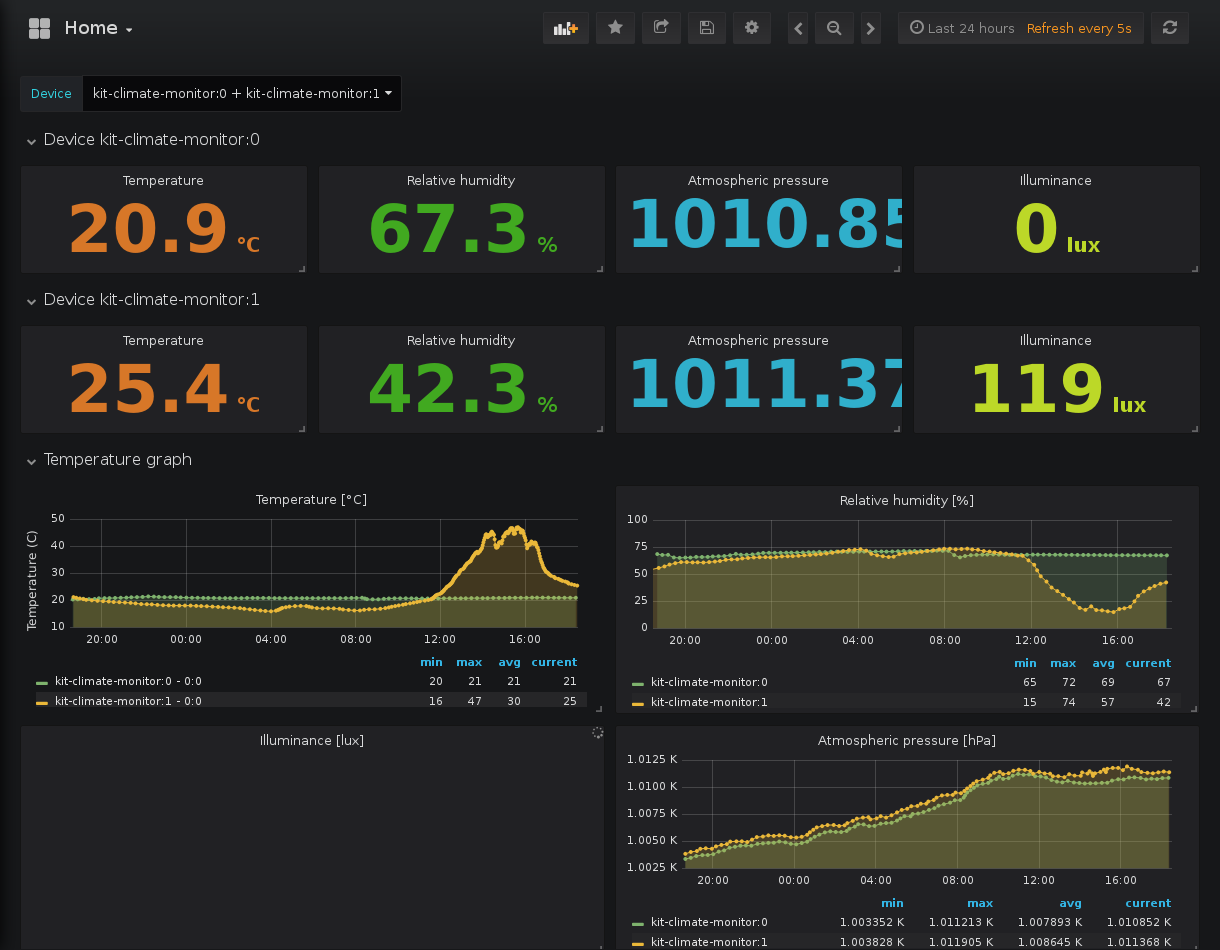 Home
Last 24 hours Refresh every 5s
Device kit-climate-monitor:0 + kit-climate-monitor:1
Device kit-climate-monitor:0
Temperature Relative humidity Atmospheric pressure Illuminance
20.9 °C 67.3 % 1010.85 0 lux
Device kit-climate-monitor:1
Temperature Relative humidity Atmospheric pressure Illuminance
25.4 °C 42.3 % 1011.37 119 lux
Temperature graph
Temperature [°C]
Temperature (C)
50
40
30
20
10
20:00 00:00 04:00 08:00 12:00 16:00
min max avg current
kit-climate-monitor:0 - 0:0 20 21 21 21
kit-climate-monitor:1 - 0:0 16 47 30 25
Relative humidity [%]
100
75
50
25
0
20:00 00:00 04:00 08:00 12:00 16:00
min max avg current
kit-climate-monitor:0 65 72 69 67
kit-climate-monitor:1 15 74 57 42
Illuminance [lux]
Atmospheric pressure [hPa]
1.0125 K
1.0100 K
1.0075 K
1.0050 K
1.0025 K
20:00 00:00 04:00 08:00 12:00 16:00
min max avg current
kit-climate-monitor:0 1.003352 K 1.011213 K 1.007893 K 1.010852 K
kit-climate-monitor:1 1.003828 K 1.011905 K 1.008645 K 1.011368 K